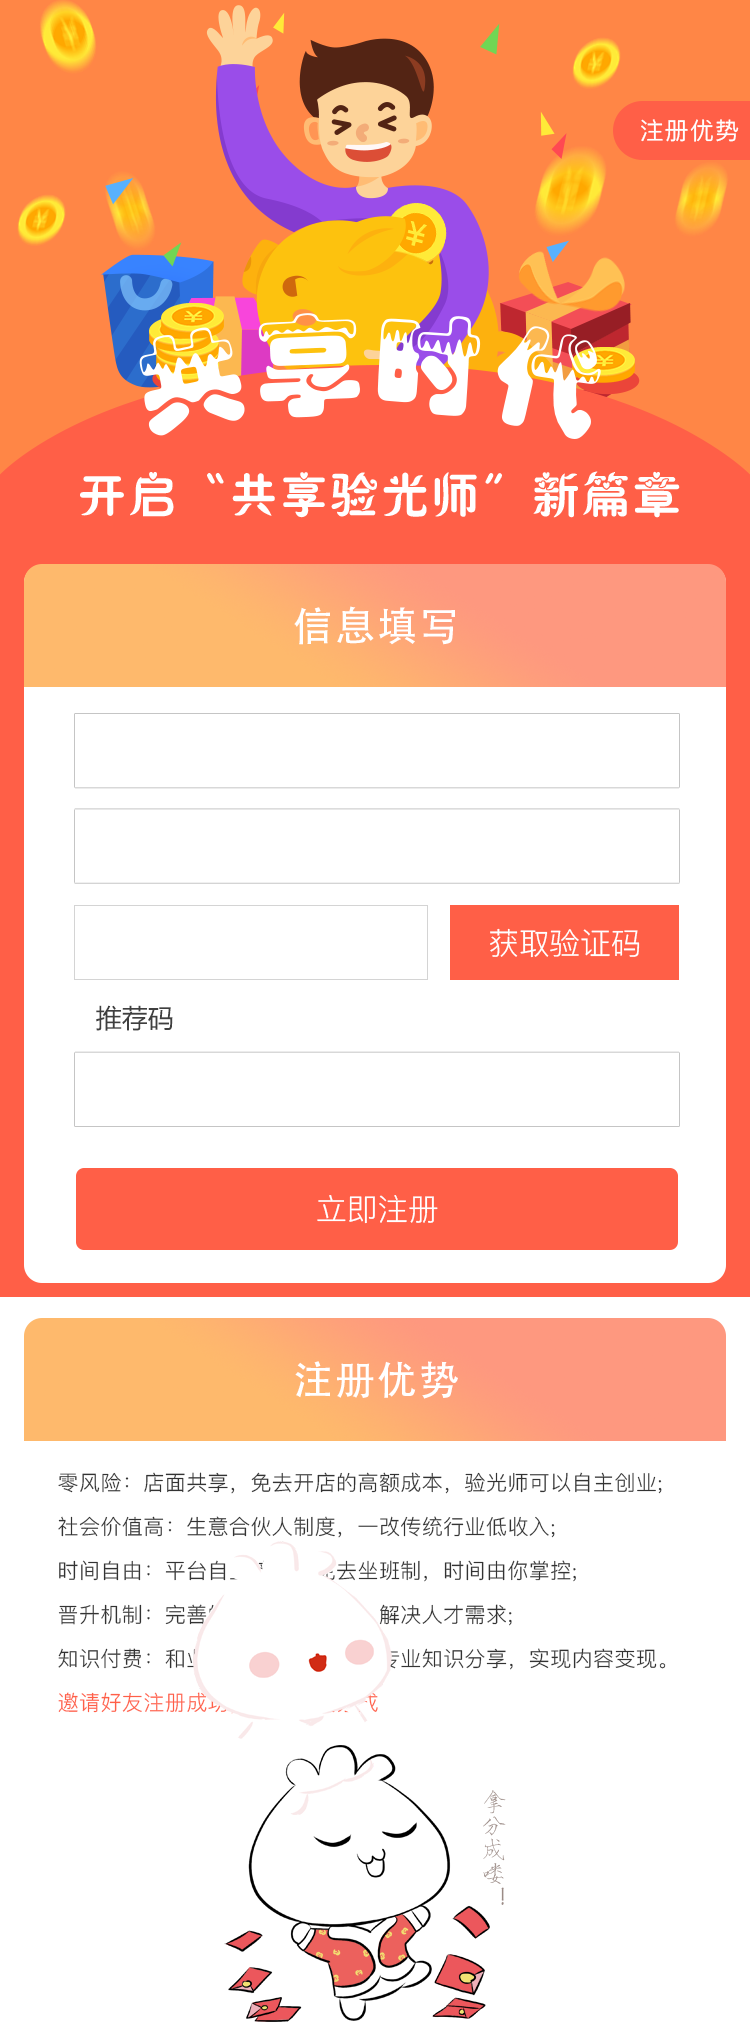 注册优势
共享时代
开启“共享验光师”新篇章
信息填写
获取验证码
推荐码
立即注册
注册优势
零风险：店面共享，免去开店的高额成本，验光师可以自主创业；
社会价值高：生意合伙人制度，一改传统行业低收入；
时间自由：平台自 去坐班制，时间由你掌控；
晋升机制：完善 解决人才需求；
知识付费：和业 专业知识分享，实现内容变现。
邀请好友注册成功 成
拿分成喽！